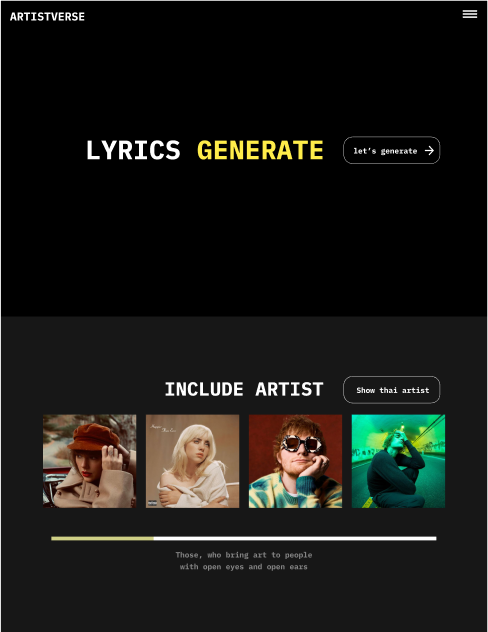 ARTISTVERSE
LYRICS GENERATE
let's generate
INCLUDE ARTIST
Show thai artist
Those, who bring art to people
with open eyes and open ears